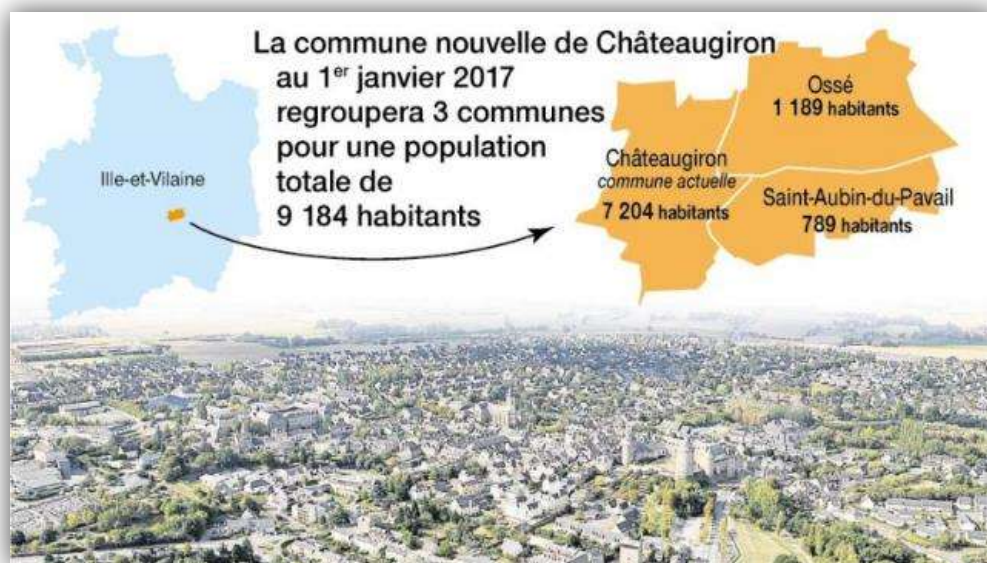 La commune nouvelle de Châteaugiron
au 1er janvier 2017
regroupera 3 communes
pour une population
totale de
9 184 habitants
Ille-et-Vilaine
Ossé
1 189 habitants
Châteaugiron
commune actuelle
7 204 habitants
Saint-Aubin-du-Pavail
789 habitants